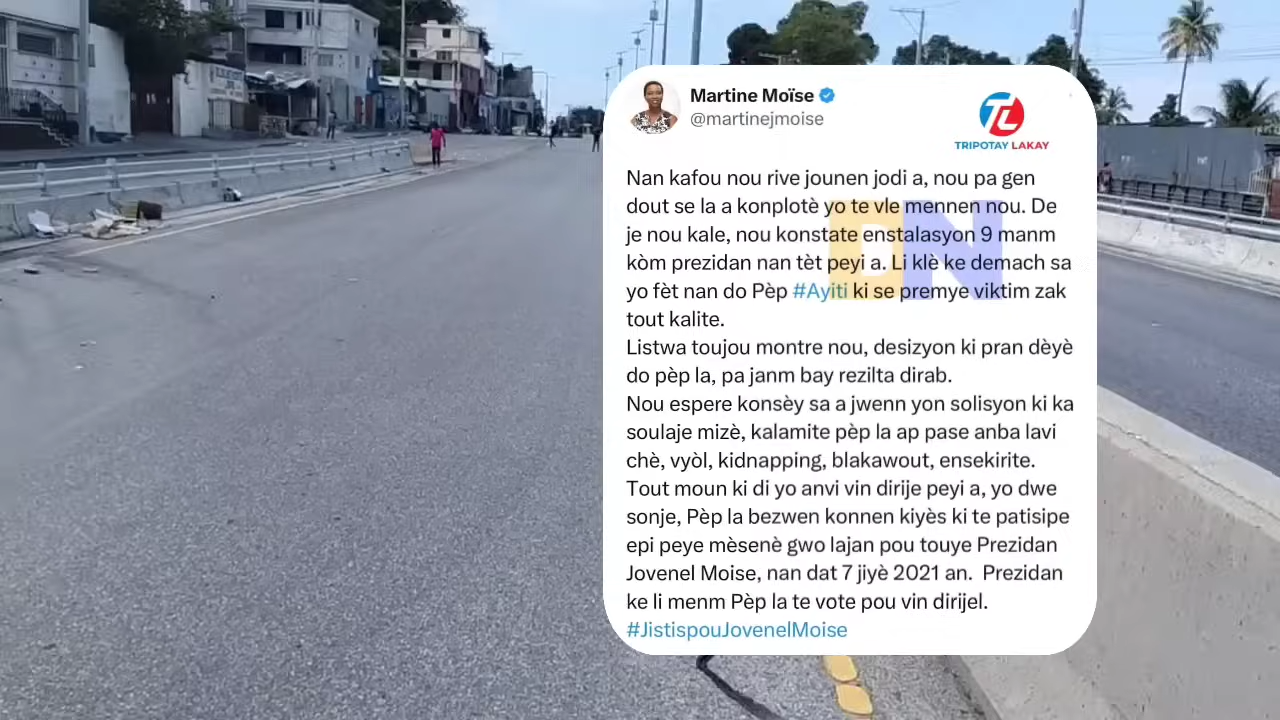 Martine Moïse
@martinejmoise
TL
TRIPOTAY LAKAY
Nan kafou nou rive jounen jodi a, nou pa gen
dout se la a konplotè yo te vle mennen nou. De
je nou kale, nou konstate enstalasyon 9 manm
kòm prezidan nan tèt peyi a. Li klè ke demach sa
yo fèt nan do Pèp #Ayiti ki se premye viktim zak
tout kalite.
Listwa toujou montre nou, desizyon ki pran dèyè
do pèp la, pa janm bay rezilta dirab.
Nou espere konsèy sa a jwenn yon solisyon ki ka
soulaje mizè, kalamite pèp la ap pase anba lavi
chè, vyòl, kidnapping, blakawout, ensekirite.
Tout moun ki di yo anvi vin dirije peyi a, yo dwe
sonje, Pèp la bezwen konnen kiyès ki te patisipe
epi peye mèsenè gwo lajan pou touye Prezidan
Jovenel Moise, nan dat 7 jiyè 2021 an.  Prezidan
ke li menm Pèp la te vote pou vin dirijel.
#JistispouJovenelMoise
DN